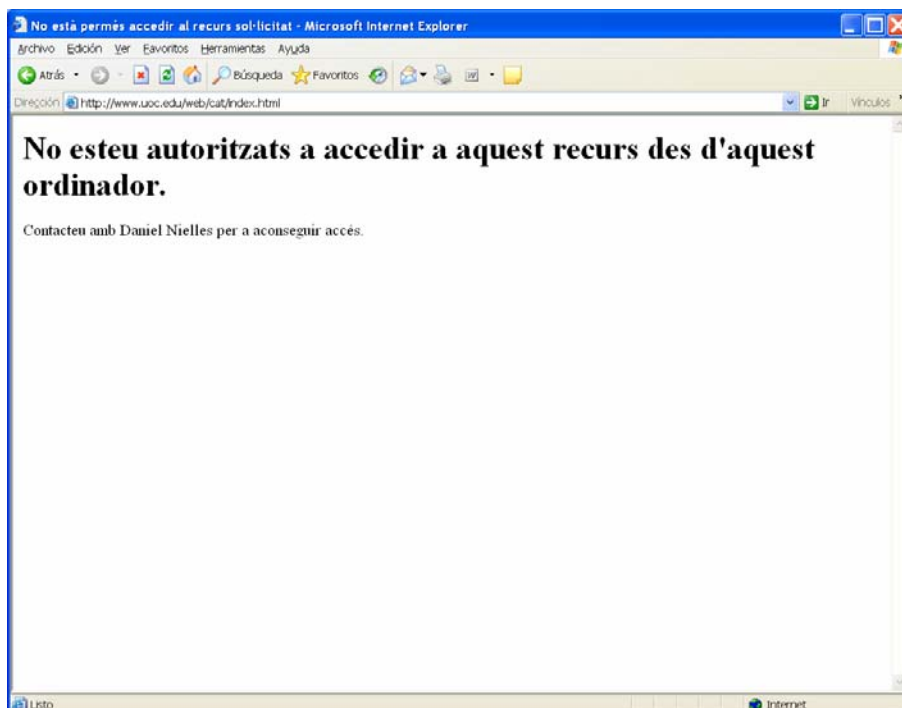 No està permès accedir al recurs sol·licitat - Microsoft Internet Explorer
Archivo Edición Ver Favoritos Herramientas Ayuda
Atrás Búsqueda Favoritos
Dirección http://www.uoc.edu/web/cat/index.html Ir Vínculos
No esteu autoritzats a accedir a aquest recurs des d'aquest
ordinador.
Contacteu amb Daniel Nielles per a aconseguir accés.
Listo Internet